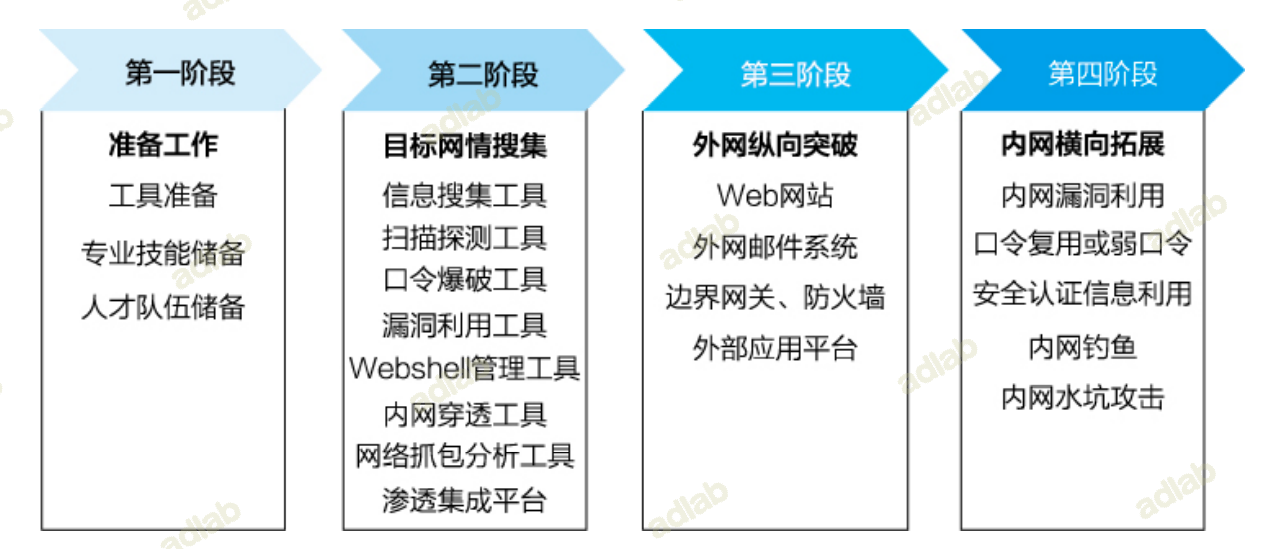 第一阶段
准备工作
工具准备
专业技能储备
人才队伍储备
第二阶段
目标网情搜集
信息搜集工具
扫描探测工具
口令爆破工具
漏洞利用工具
Webshell管理工具
内网穿透工具
网络抓包分析工具
渗透集成平台
第三阶段
外网纵向突破
Web网站
外网邮件系统
边界网关、防火墙
外部应用平台
第四阶段
内网横向拓展
内网漏洞利用
口令复用或弱口令
安全认证信息利用
内网钓鱼
内网水坑攻击
adlab
adlab
adlab
adlab
adlab
adlab
adlab
adlab
adlab
adlab
adlab